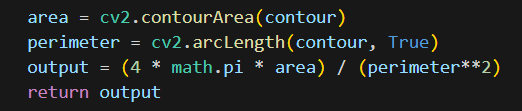 area = cv2.contourArea(contour)
perimeter = cv2.arcLength(contour, True)
output = (4 * math.pi * area) / (perimeter**2)
return output